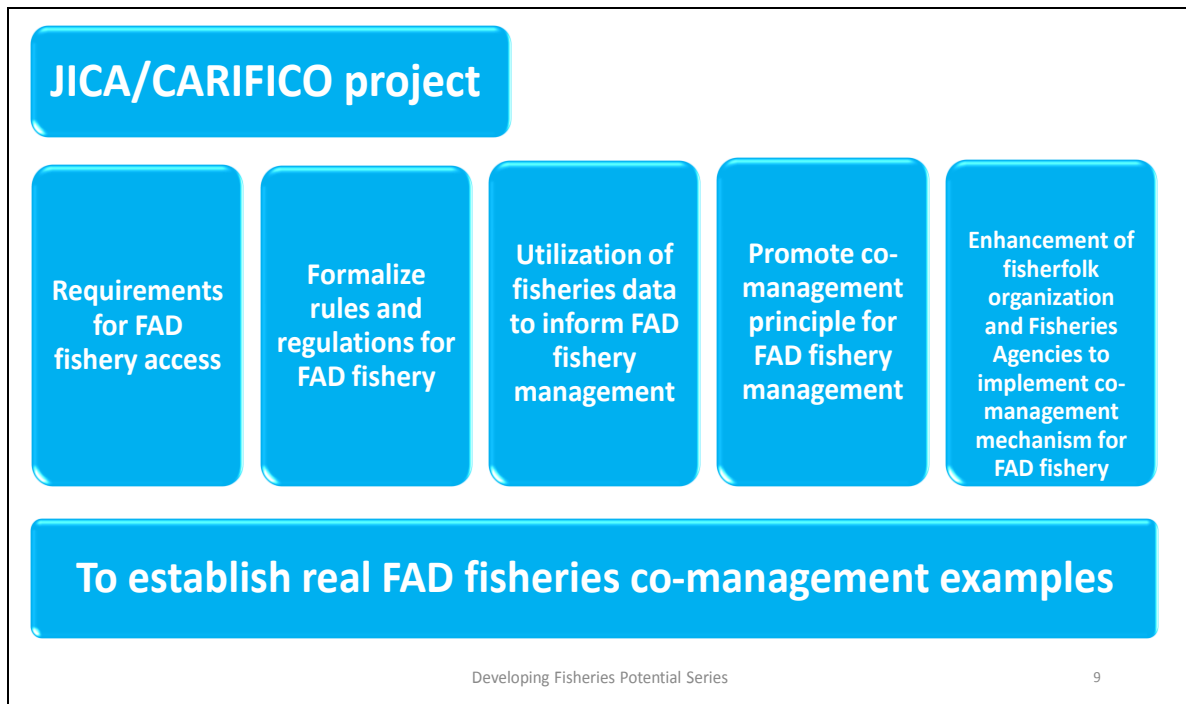 JICA/CARIFICO project
Requirements
for FAD
fishery access
Formalize
rules and
regulations for
FAD fishery
Utilization of
fisheries data
to inform FAD
fishery
management
Promote co-
management
principle for
FAD fishery
management
Enhancement of
fisherfolk
organization
and Fisheries
Agencies to
implement co-
management
mechanism for
FAD fishery
To establish real FAD fisheries co-management examples
Developing Fisheries Potential Series
9